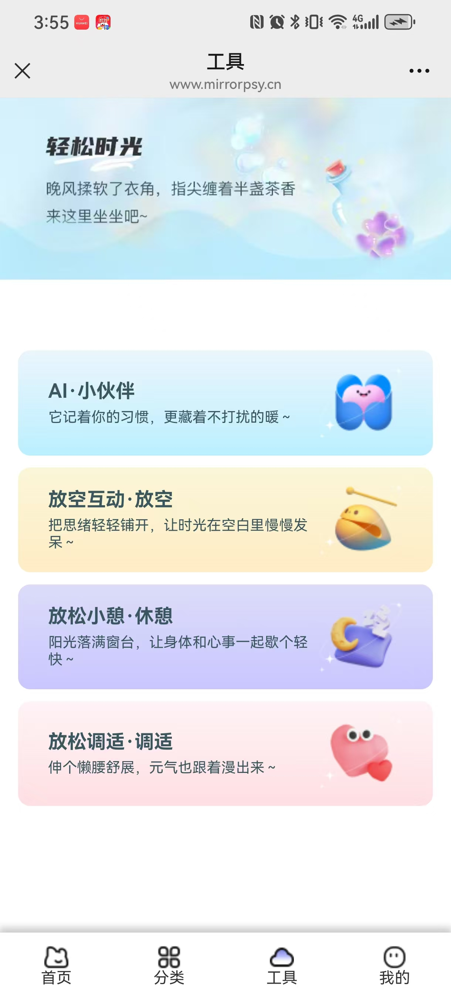 3:55
HUAWEI
11.11
4G
工具
www.mirrorpsy.cn
轻松时光
晚风揉软了衣角，指尖缠着半盏茶香
来这里坐坐吧~
AI·小伙伴
它记着你的习惯，更藏着不打扰的暖 ~
放空互动·放空
把思绪轻轻铺开，让时光在空白里慢慢发
呆 ~
放松小憩·休憩
阳光落满窗台，让身体和心事一起歇个轻
快 ~
放松调适·调适
伸个懒腰舒展，元气也跟着漫出来 ~
首页
分类
工具
我的